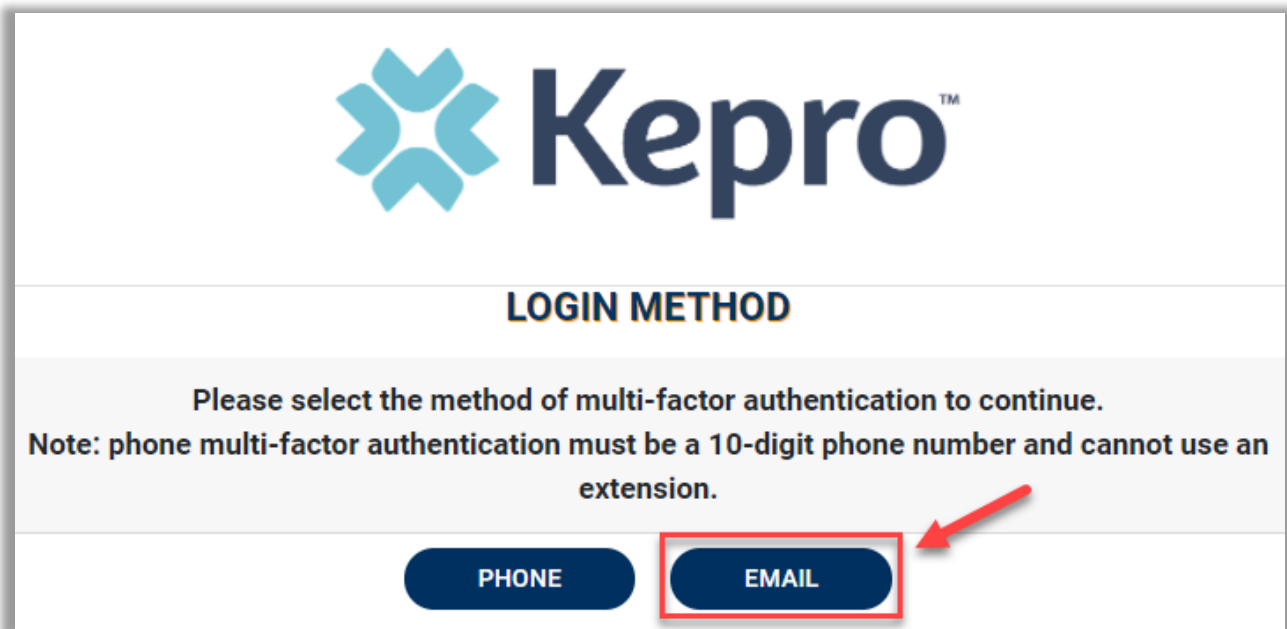 Kepro™
LOGIN METHOD
Please select the method of multi-factor authentication to continue.
Note: phone multi-factor authentication must be a 10-digit phone number and cannot use an
extension.
PHONE EMAIL